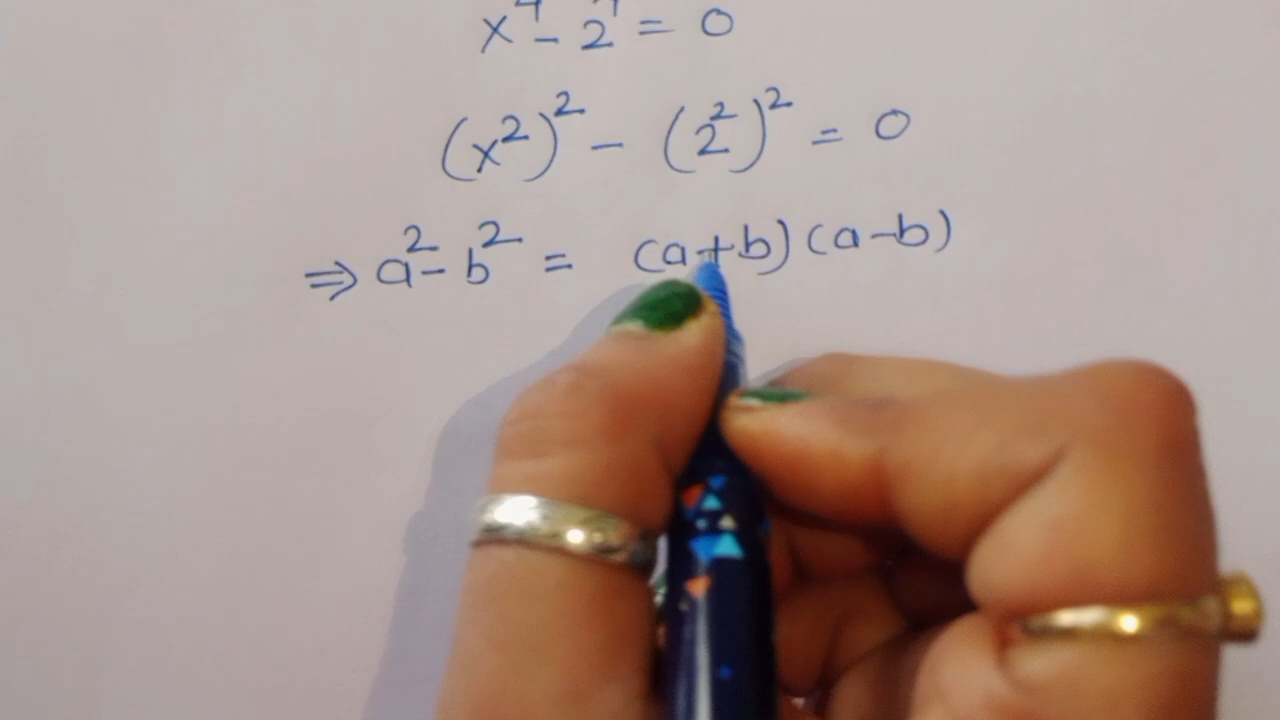 x⁴ - 2⁴ = 0
(x²)² - (2²)² = 0
⇒ a² - b² = (a+b)(a-b)